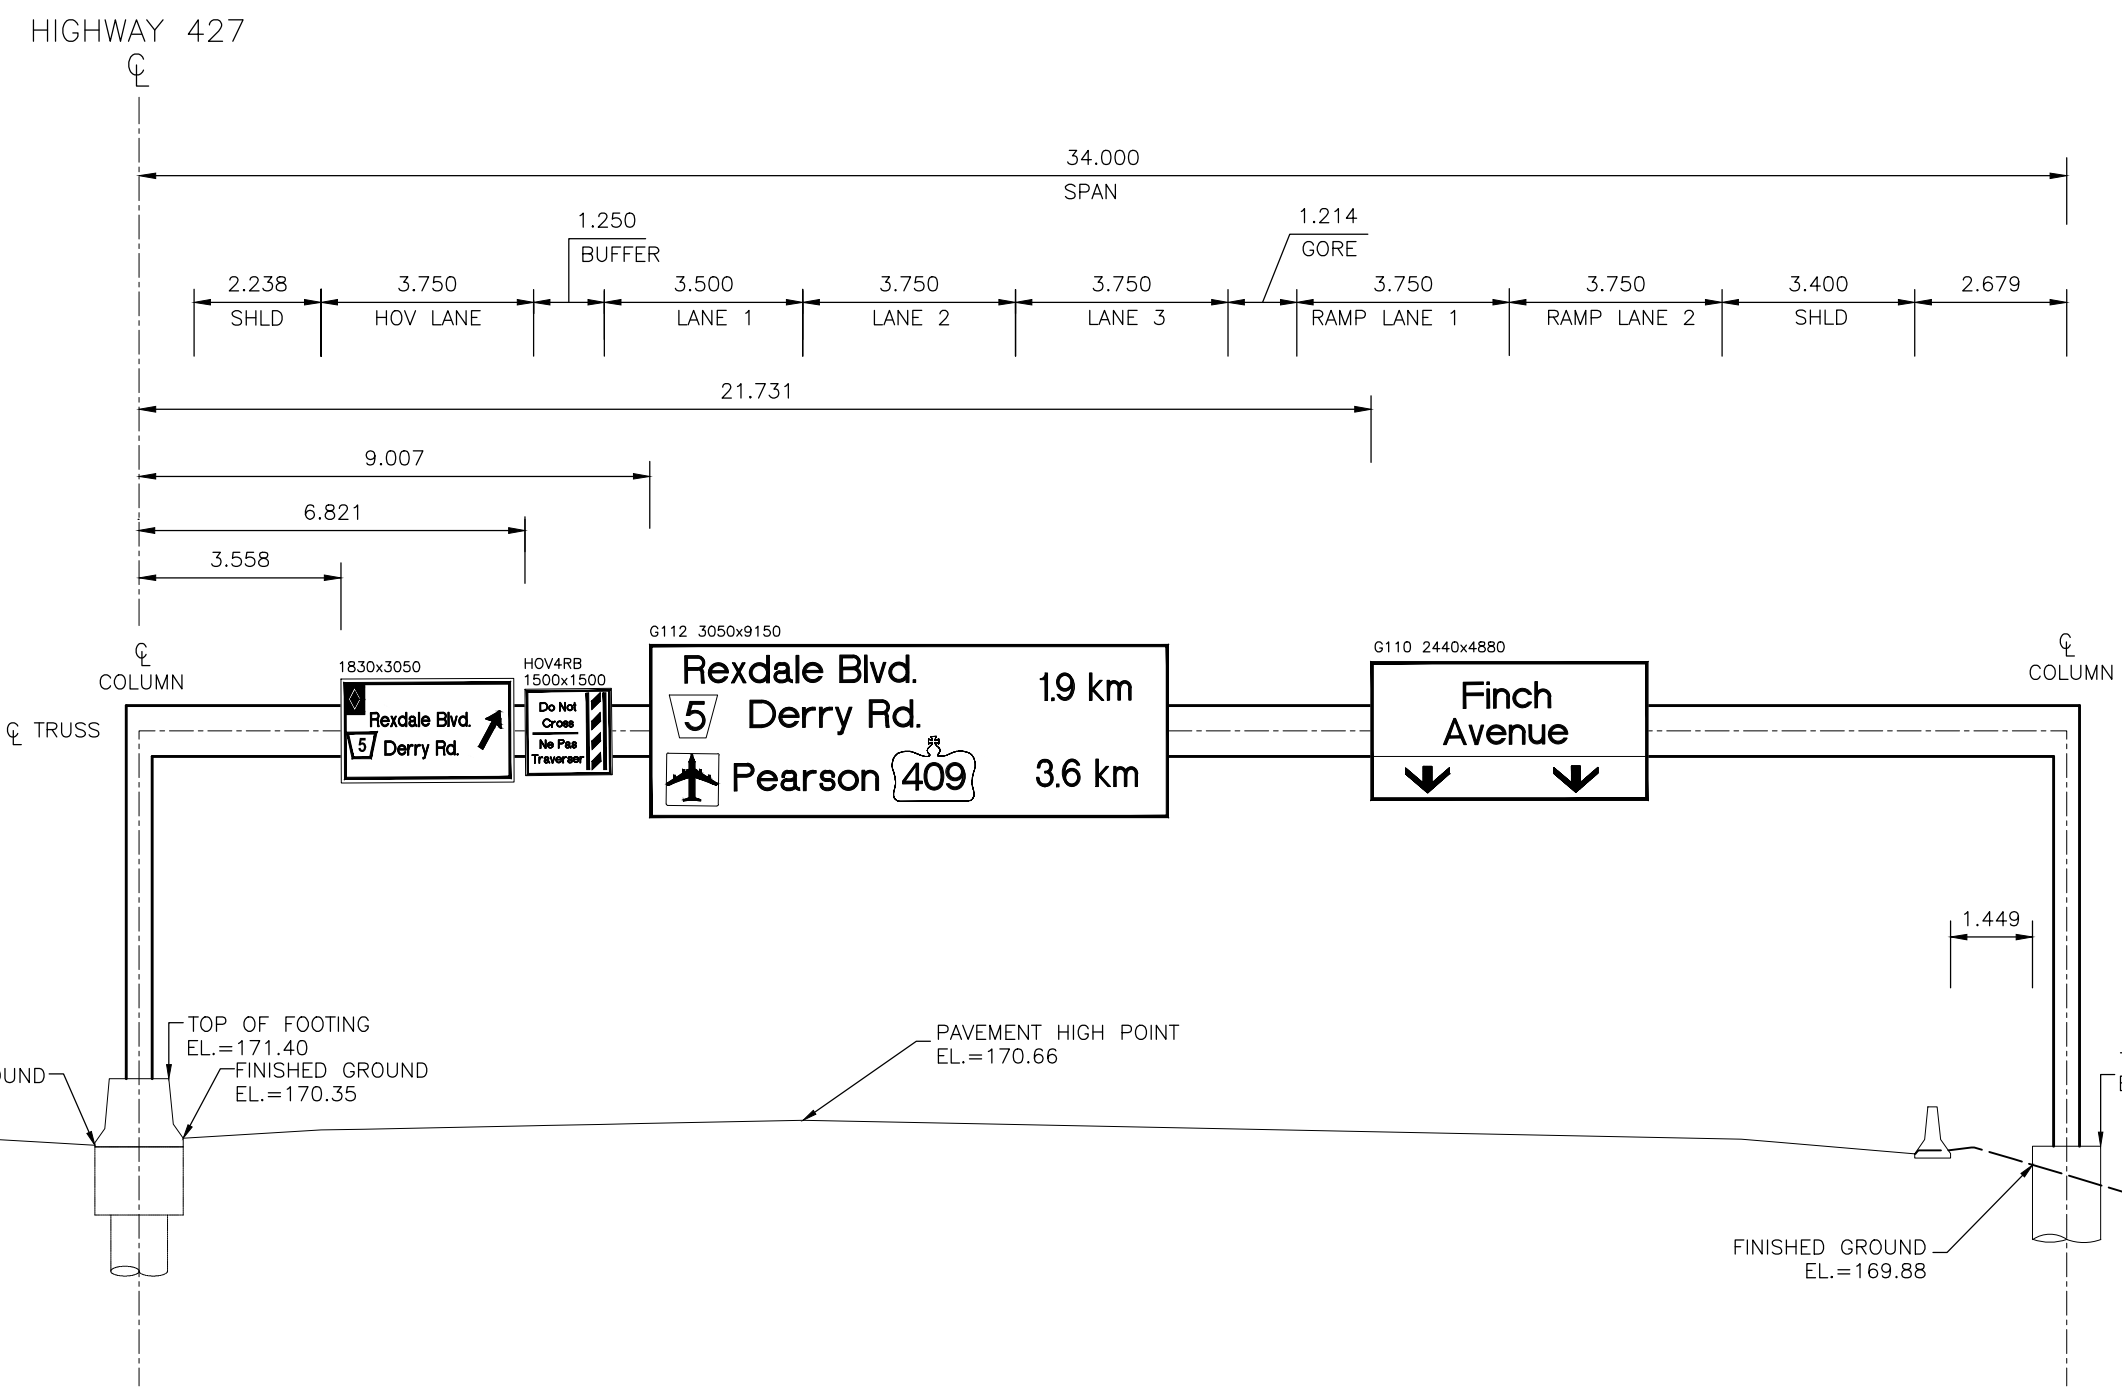 HIGHWAY 427
℄
34.000
SPAN
1.250
BUFFER
1.214
GORE
2.238
SHLD
3.750
HOV LANE
3.500
LANE 1
3.750
LANE 2
3.750
LANE 3
3.750
RAMP LANE 1
3.750
RAMP LANE 2
3.400
SHLD
2.679
21.731
9.007
6.821
3.558
℄
COLUMN
℄ TRUSS
1830x3050
Rexdale Blvd.
5 Derry Rd.
HOV4RB
1500x1500
Do Not
Cross
Ne Pas
Traverser
G112 3050x9150
Rexdale Blvd.
1.9 km
5 Derry Rd.
Pearson 409
3.6 km
G110 2440x4880
Finch
Avenue
℄
COLUMN
1.449
TOP OF FOOTING
EL.=171.40
FINISHED GROUND
EL.=170.35
OUND
PAVEMENT HIGH POINT
EL.=170.66
FINISHED GROUND
EL.=169.88